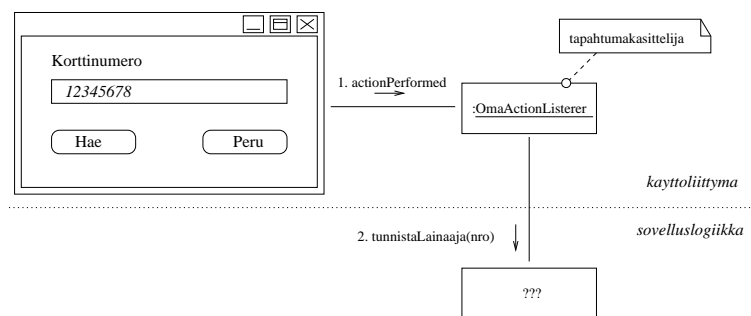 tapahtumakasittelija
Korttinumero
12345678
1. actionPerformed
:OmaActionListerer
Hae
Peru
kayttoliittyma
sovelluslogiikka
2. tunnistaLainaaja(nro)
???